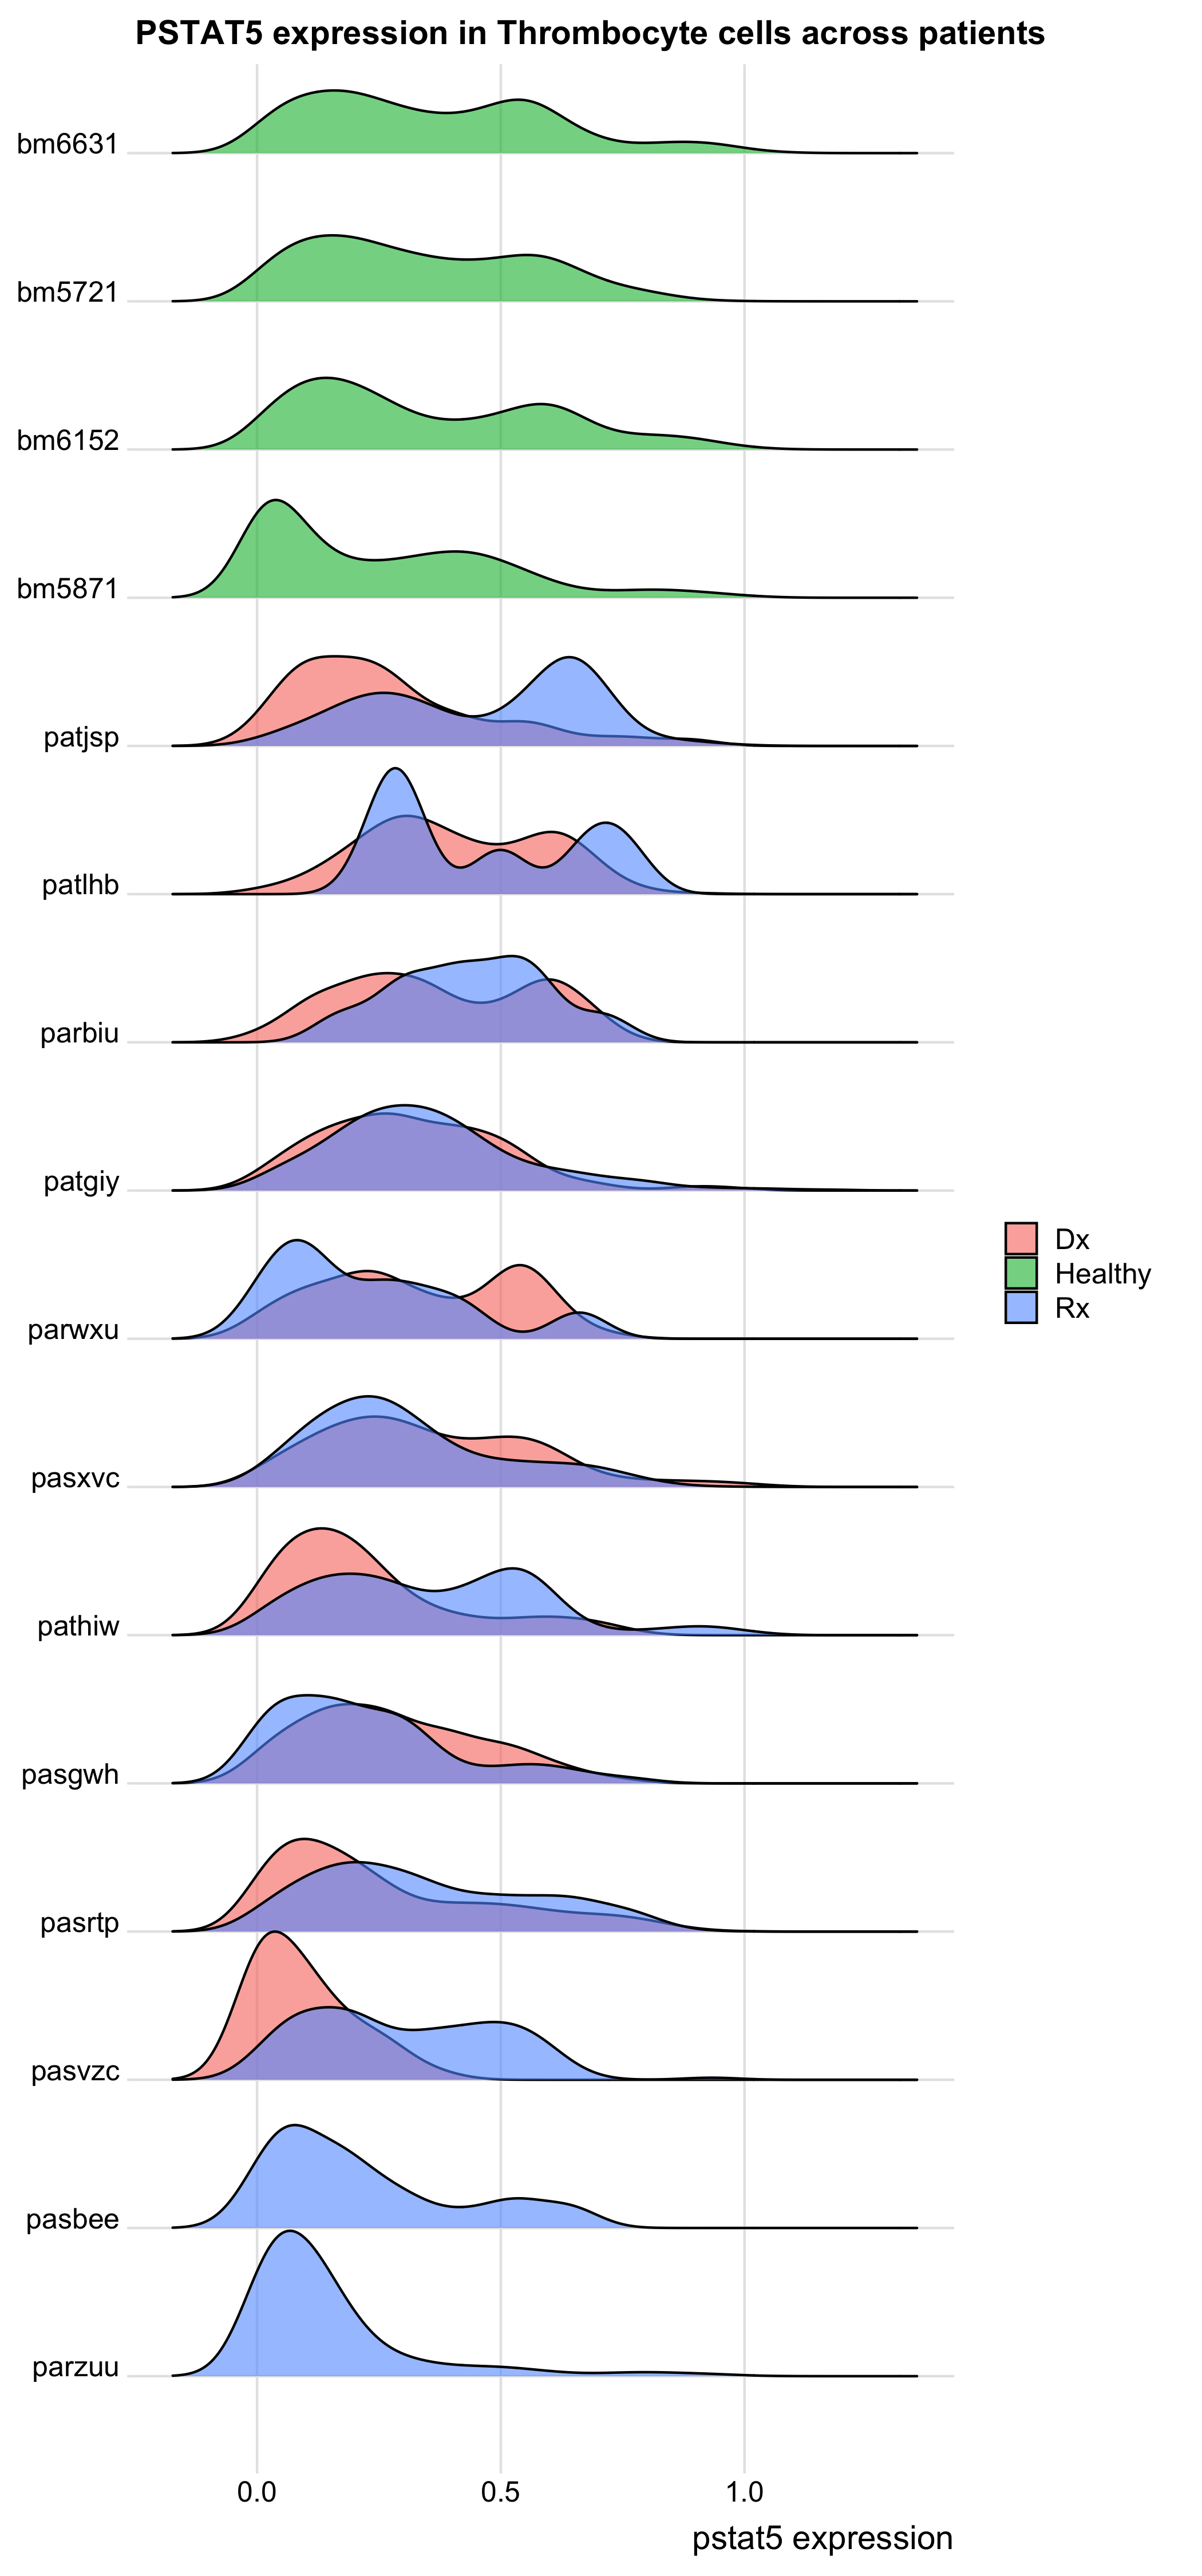 PSTAT5 expression in Thrombocyte cells across patients
bm6631
bm5721
bm6152
bm5871
patjsp
patlhb
parbiu
patgiy
parwxu
pasxvc
pathiw
pasgwh
pasrtp
pasvzc
pasbee
parzuu
Dx
Healthy
Rx
0.0 0.5 1.0
pstat5 expression